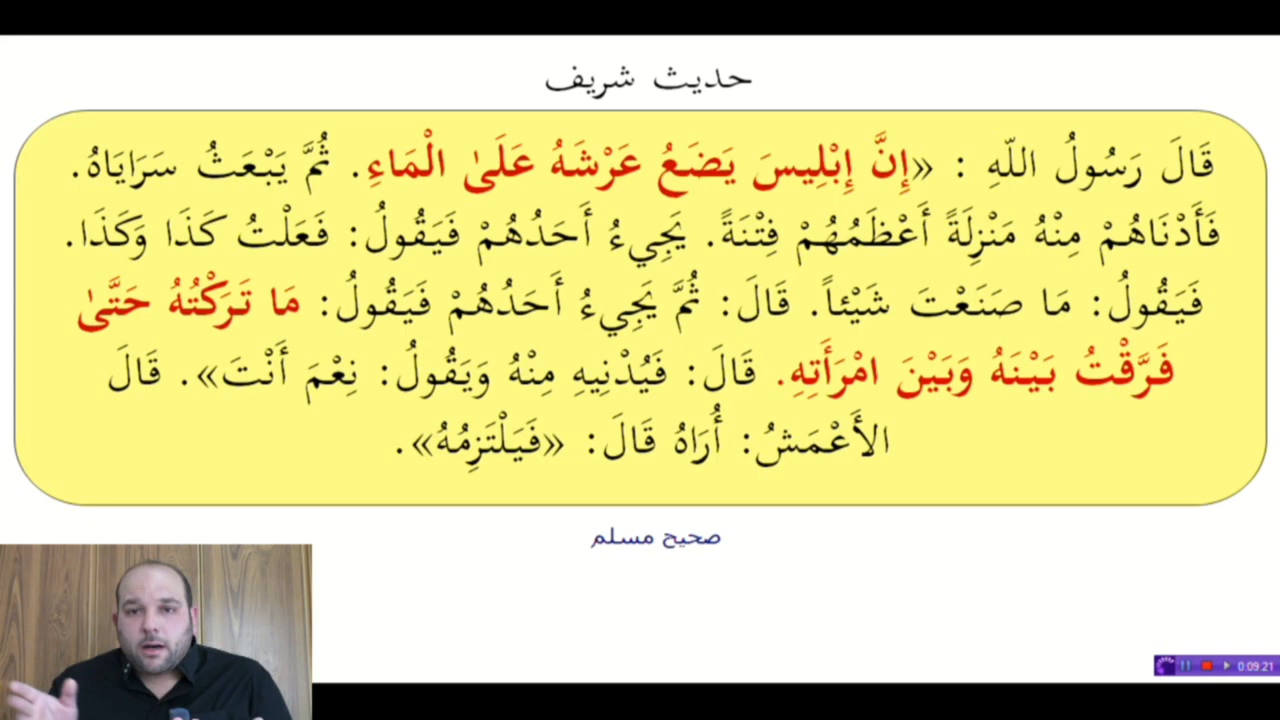 حديث شريف
قَالَ رَسُولُ اللّهِ : «إِنَّ إِبْلِيسَ يَضَعُ عَرْشَهُ عَلَىٰ الْمَاءِ. ثُمَّ يَبْعَثُ سَرَايَاهُ.
فَأَدْنَاهُمْ مِنْهُ مَنْزِلَةً أَعْظَمُهُمْ فِتْنَةً. يَجِيءُ أَحَدُهُمْ فَيَقُولُ: فَعَلْتُ كَذَا وَكَذَا.
فَيَقُولُ: مَا صَنَعْتَ شَيْئاً. قَالَ: ثُمَّ يَجِيءُ أَحَدُهُمْ فَيَقُولُ: مَا تَرَكْتُهُ حَتَّىٰ
فَرَّقْتُ بَيْنَهُ وَبَيْنَ امْرَأَتِهِ. قَالَ: فَيُدْنِيهِ مِنْهُ وَيَقُولُ: نِعْمَ أَنْتَ». قَالَ
الأَعْمَشُ: أُرَاهُ قَالَ: «فَيَلْتَزِمُهُ».
صحيح مسلم
0:09:21